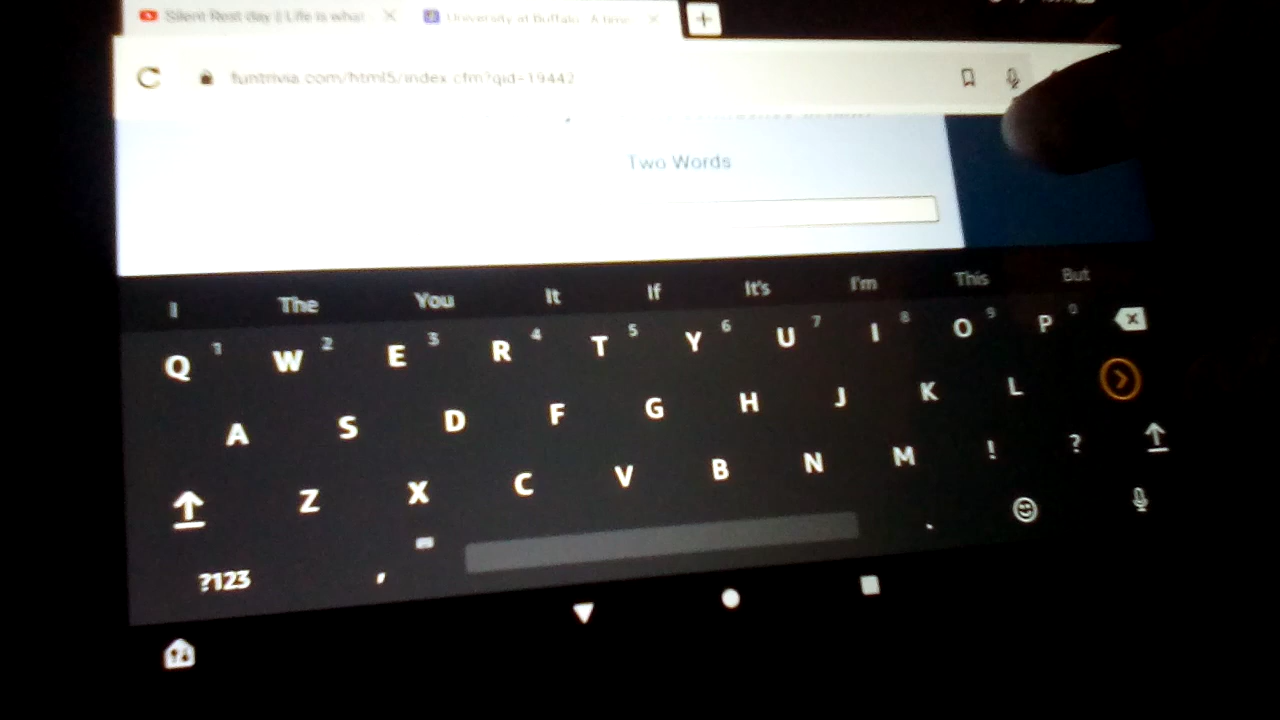 Silent Rest day || Life is what
University at Buffalo
funtrivia.com/html5/index.cfm?qid=19442
Two Words
I The You It If It's I'm This But
Q 1 W 2 E 3 R 4 T 5 Y 6 U 7 I 8 O 9 P 0
A S D F G H J K L
Z X C V B N M ! ?
?123 , .